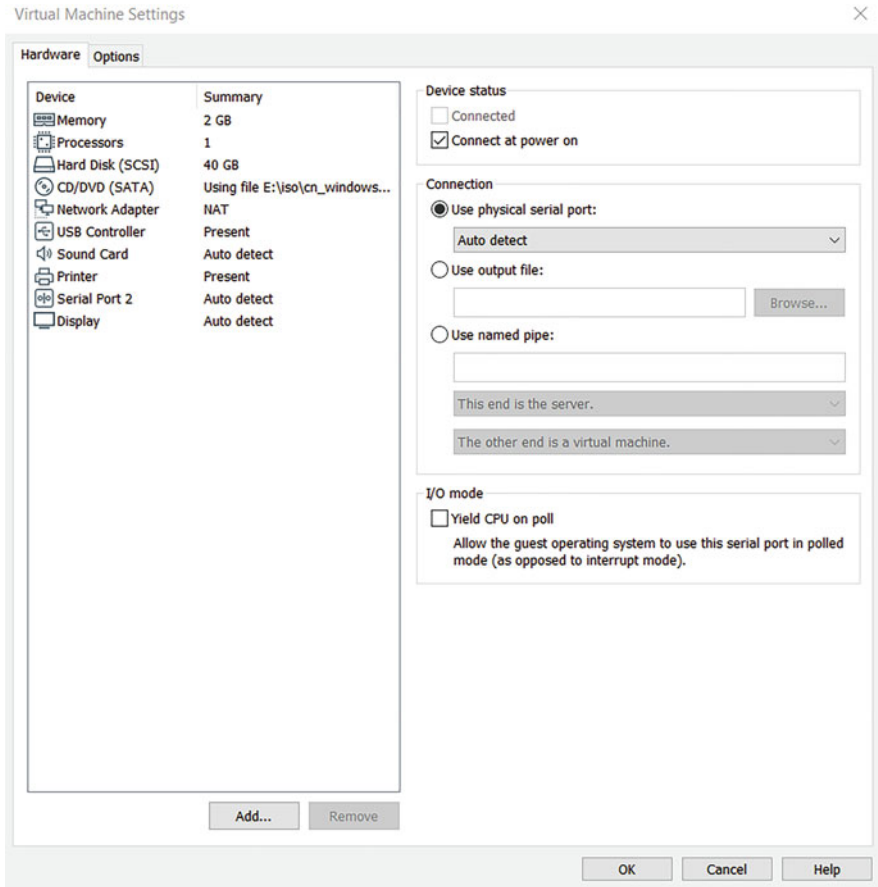 Virtual Machine Settings
Hardware Options
Device Summary
Memory 2 GB
Processors 1
Hard Disk (SCSI) 40 GB
CD/DVD (SATA) Using file E:\iso\cn_windows...
Network Adapter NAT
USB Controller Present
Sound Card Auto detect
Printer Present
Serial Port 2 Auto detect
Display Auto detect
Add... Remove
Device status
Connected
Connect at power on
Connection
Use physical serial port:
Auto detect
Use output file:
Browse...
Use named pipe:
This end is the server.
The other end is a virtual machine.
I/O mode
Yield CPU on poll
Allow the guest operating system to use this serial port in polled
mode (as opposed to interrupt mode).
OK Cancel Help